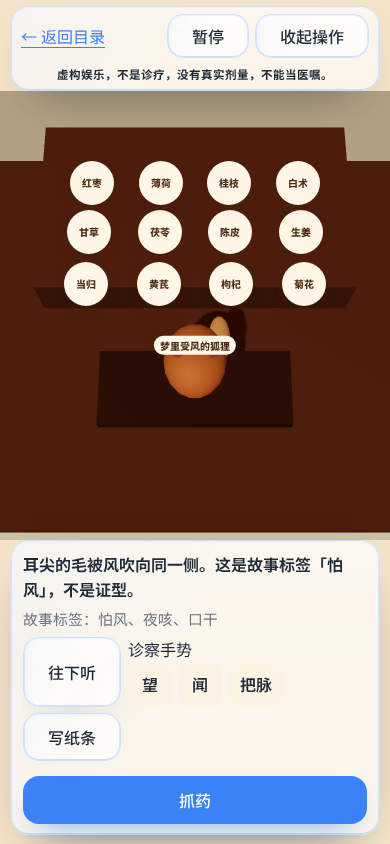 ← 返回目录
暂停
收起操作
虚构娱乐，不是诊疗，没有真实剂量，不能当医嘱。
红枣
薄荷
桂枝
白术
甘草
茯苓
陈皮
生姜
当归
黄芪
枸杞
菊花
梦里受风的狐狸
耳尖的毛被风吹向同一侧。这是故事标签「怕
风」，不是证型。
故事标签：怕风、夜咳、口干
往下听
诊察手势
望
闻
把脉
写纸条
抓药